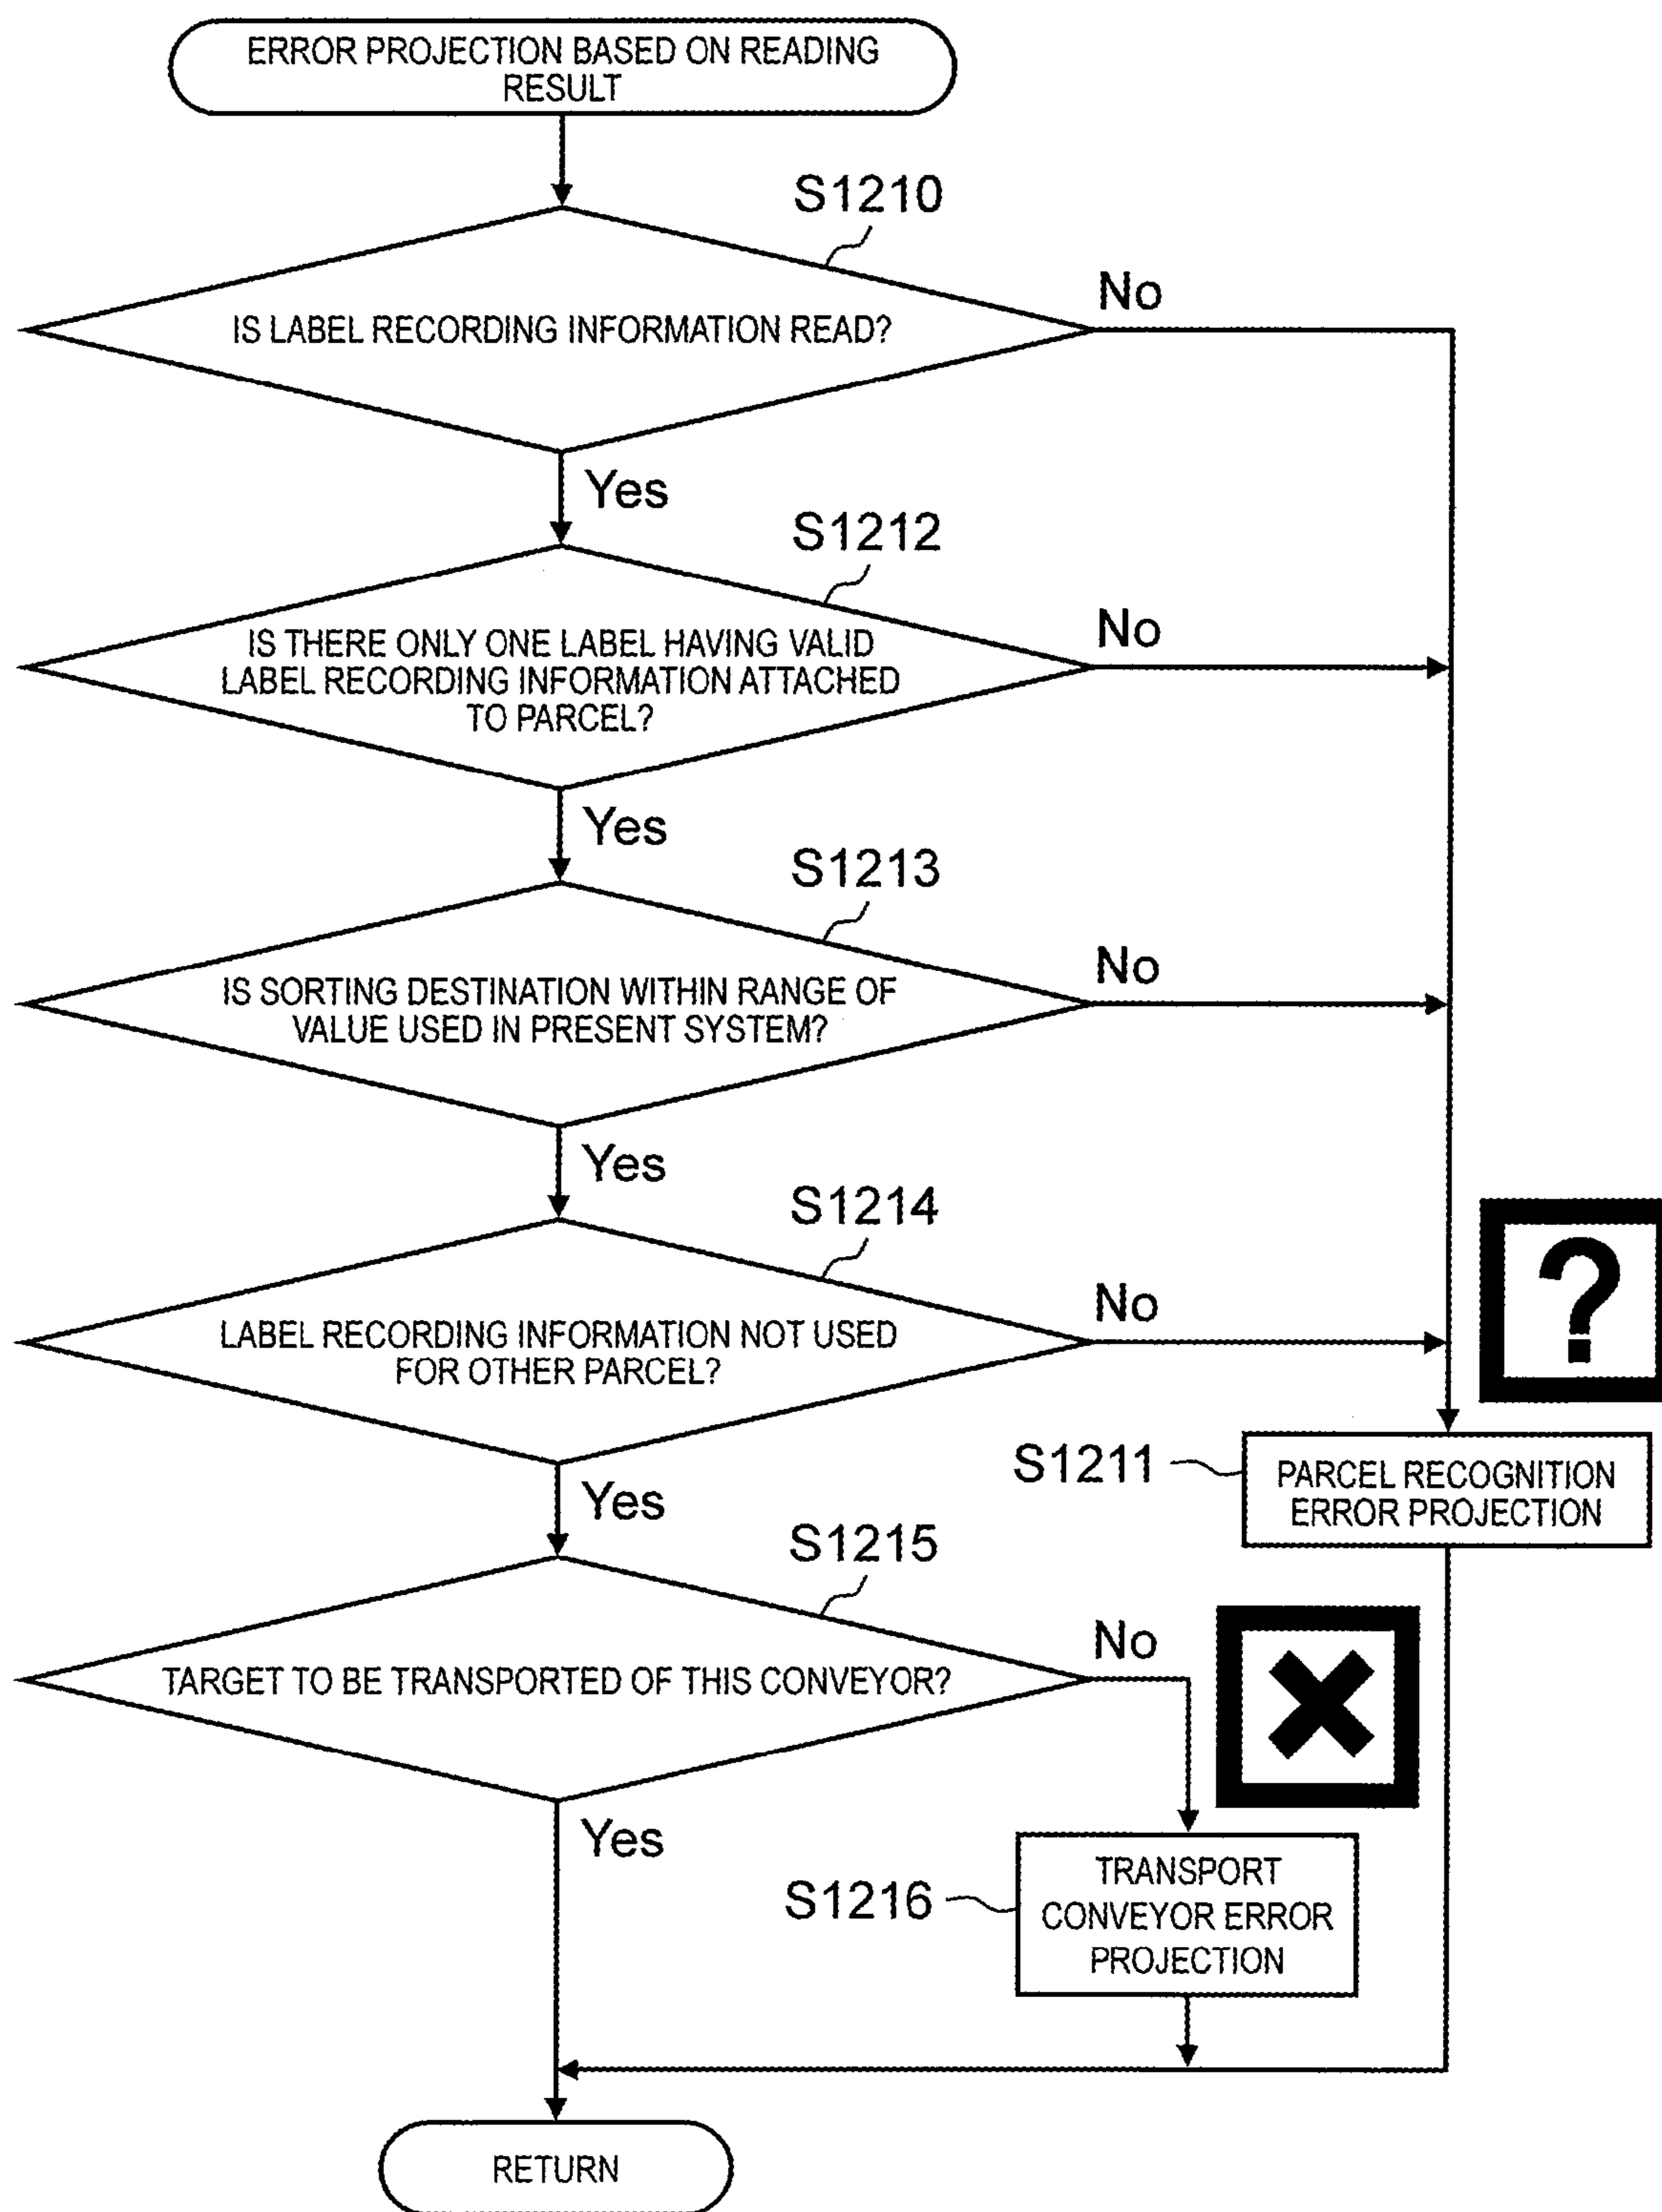 ERROR PROJECTION BASED ON READING
RESULT
S1210
IS LABEL RECORDING INFORMATION READ?
No
Yes
S1212
IS THERE ONLY ONE LABEL HAVING VALID
LABEL RECORDING INFORMATION ATTACHED
TO PARCEL?
No
Yes
S1213
IS SORTING DESTINATION WITHIN RANGE OF
VALUE USED IN PRESENT SYSTEM?
No
Yes
S1214
LABEL RECORDING INFORMATION NOT USED
FOR OTHER PARCEL?
No
?
S1211
PARCEL RECOGNITION
ERROR PROJECTION
Yes
S1215
TARGET TO BE TRANSPORTED OF THIS CONVEYOR?
No
Yes
S1216
TRANSPORT
CONVEYOR ERROR
PROJECTION
RETURN